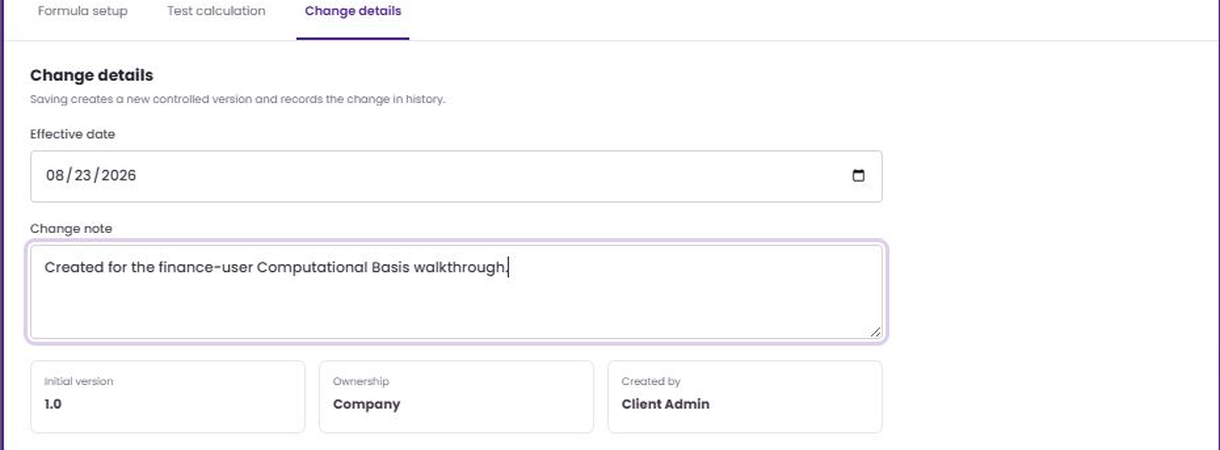 Formula setup Test calculation Change details
Change details
Saving creates a new controlled version and records the change in history.
Effective date
08/23/2026
Change note
Created for the finance-user Computational Basis walkthrough.
Initial version Ownership Created by
1.0 Company Client Admin